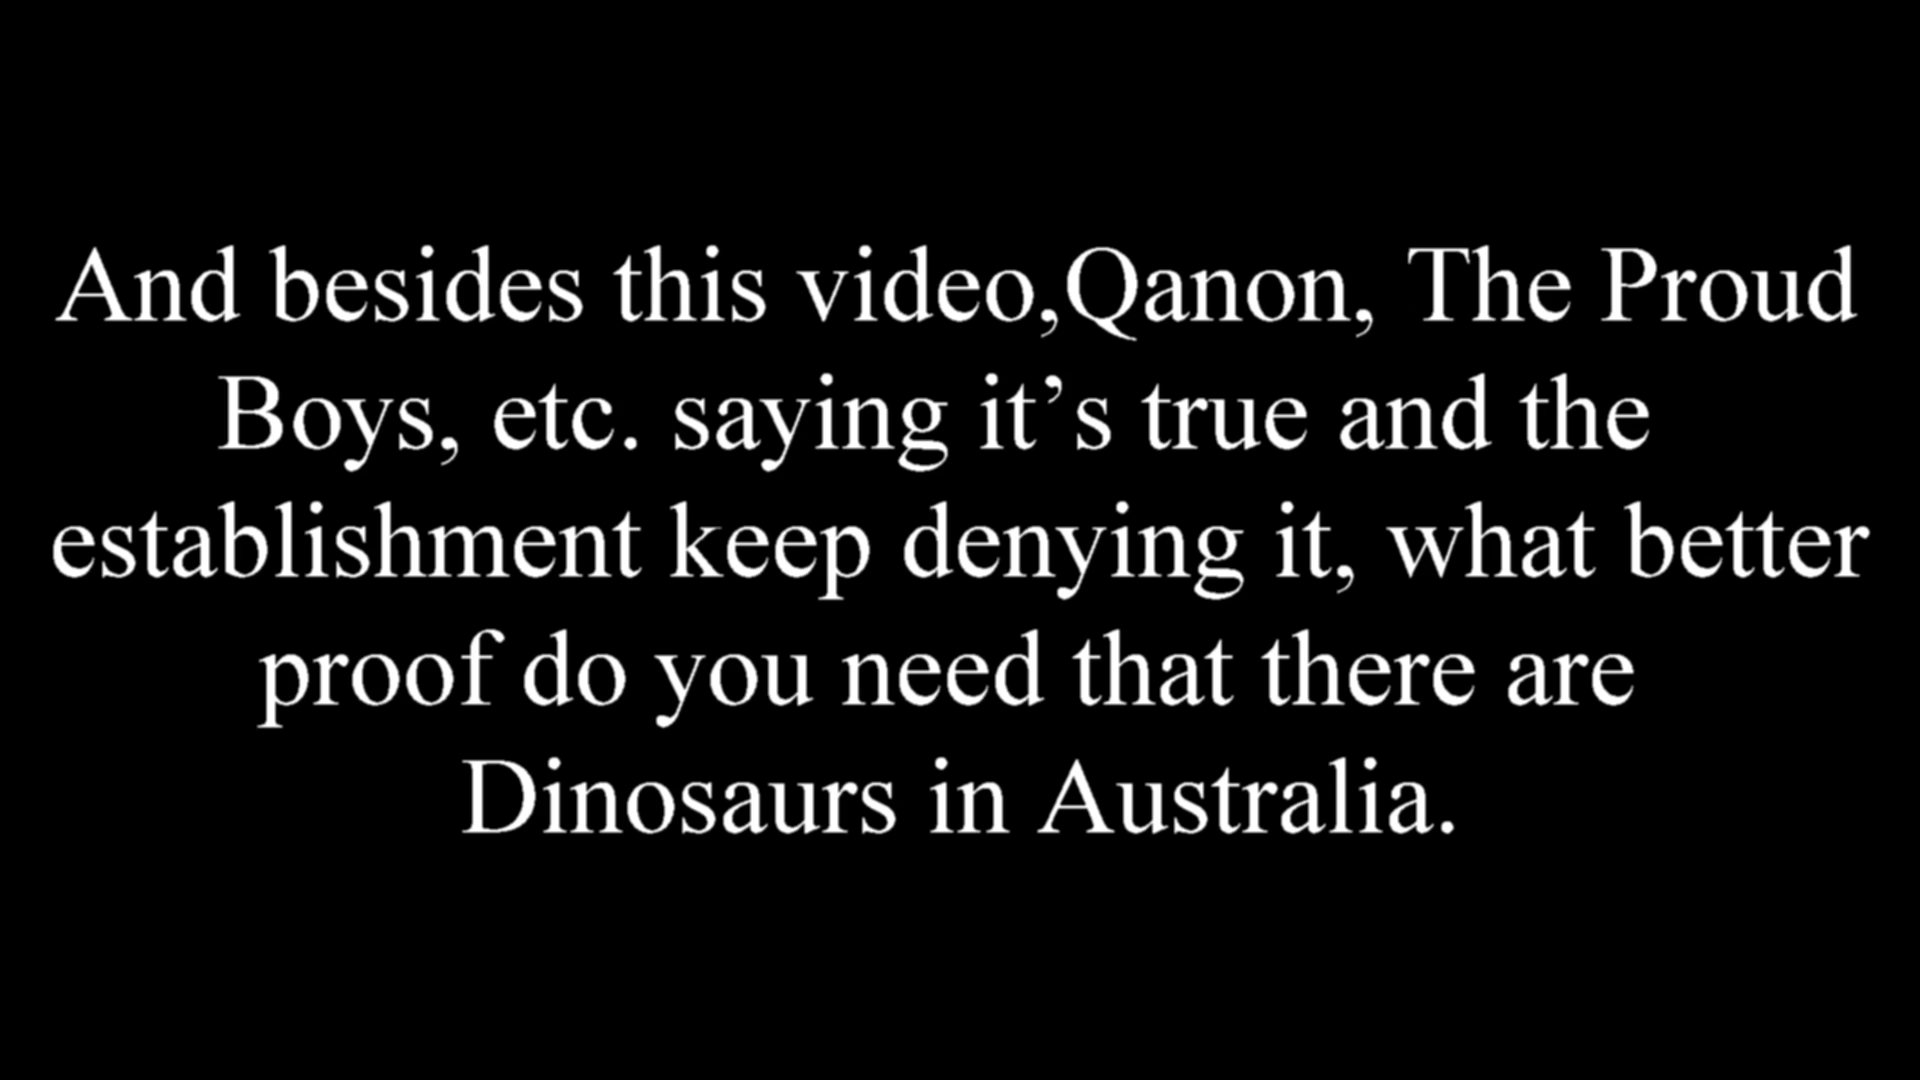 And besides this video,Qanon, The Proud
Boys, etc. saying it’s true and the
establishment keep denying it, what better
proof do you need that there are
Dinosaurs in Australia.